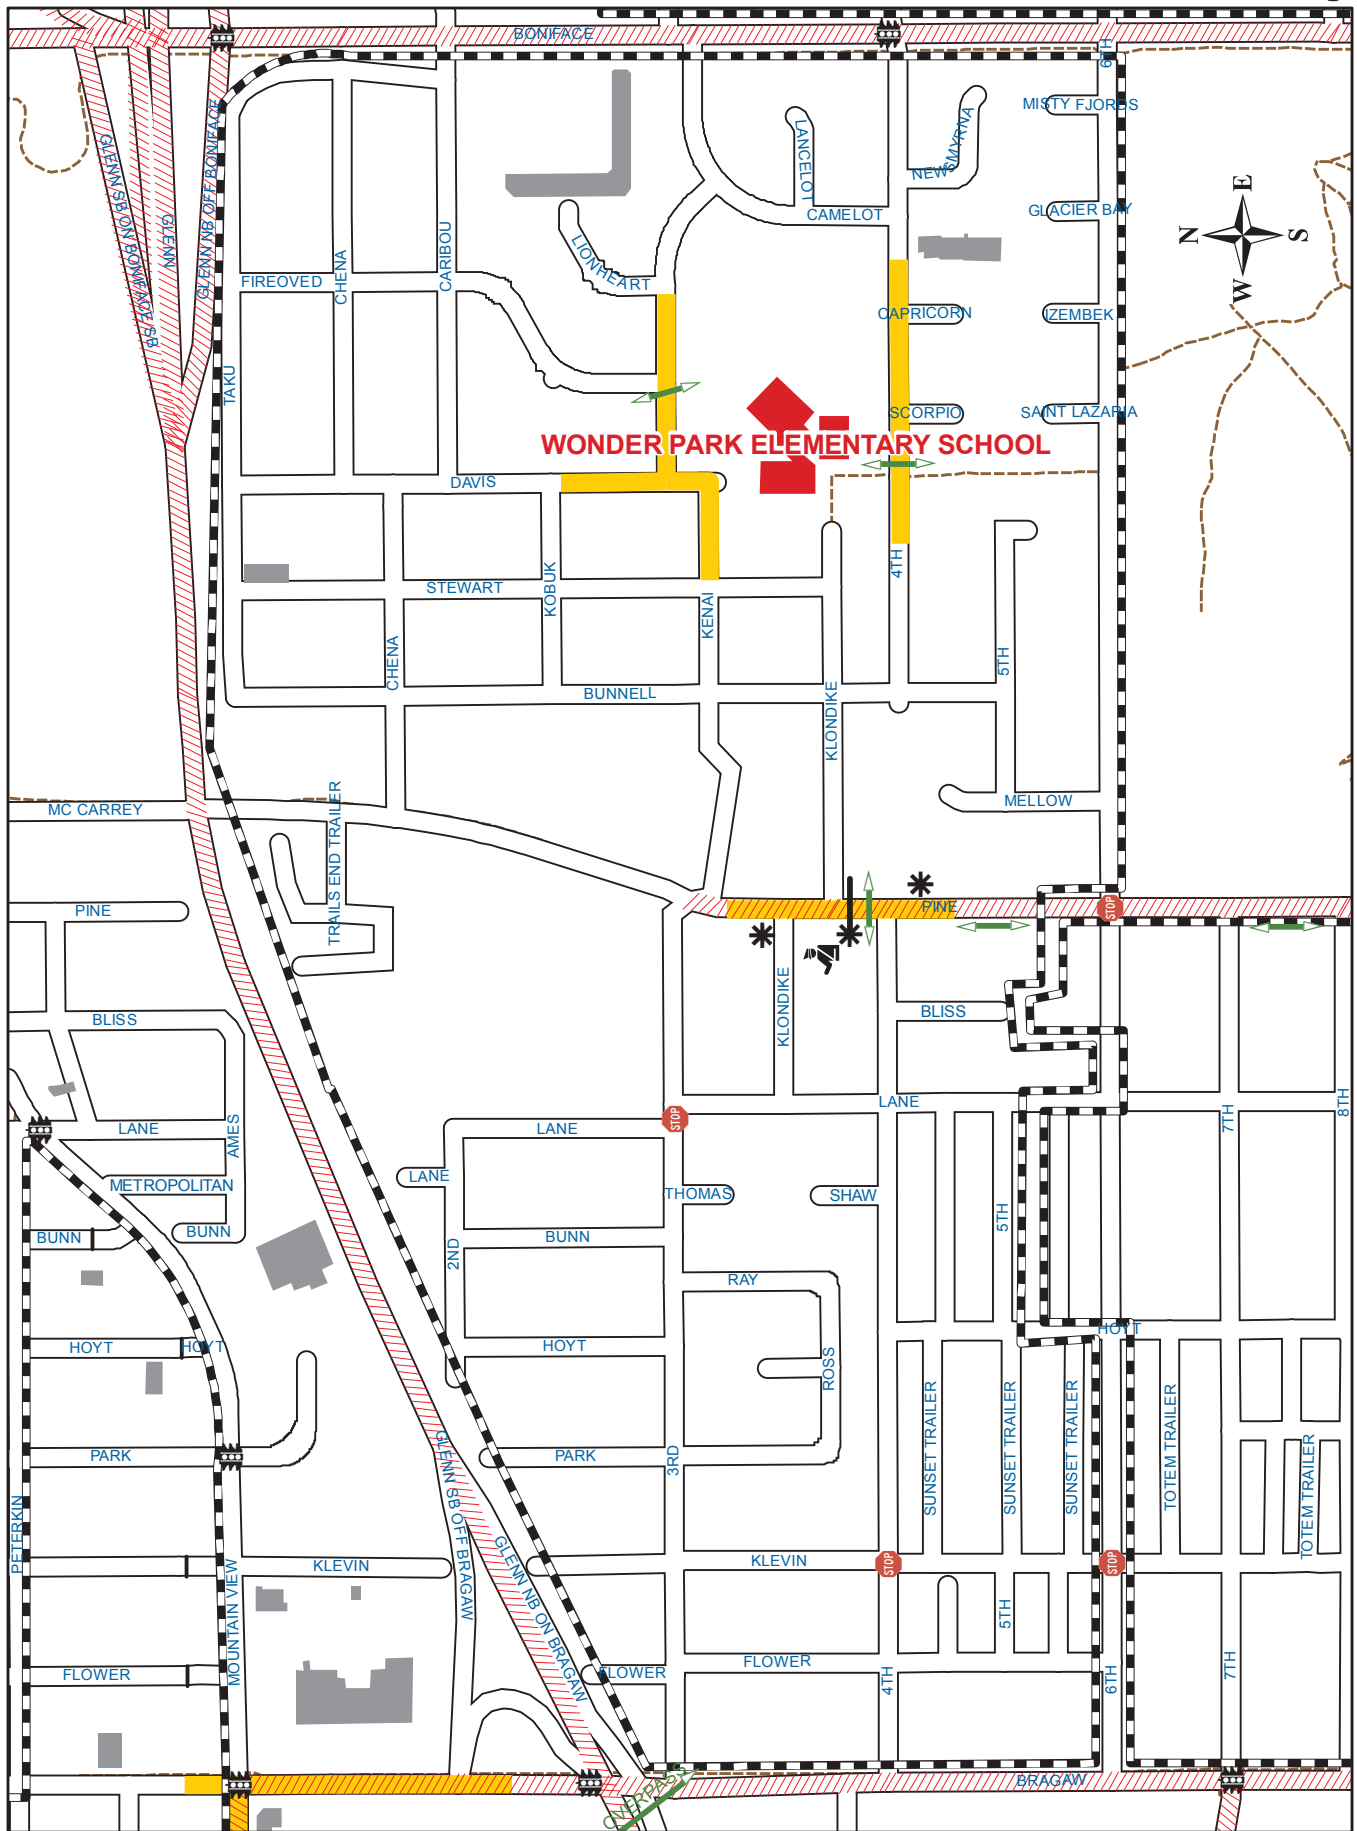 BONIFACE
6TH
MISTY FJORDS
GLENN SB ON BONIFACE SB
GLENN
GLENN NB OFF BONIFACE
LANCELOT
NEW SMYRNA
CAMELOT
GLACIER BAY
E
N
S
W
LIONHEART
FIREOVED
CHENA
CARIBOU
CAPRICORN
IZEMBEK
TAKU
SCORPIO
SAINT LAZARIA
WONDER PARK ELEMENTARY SCHOOL
DAVIS
STEWART
KOBUK
KENAI
4TH
CHENA
BUNNELL
KLONDIKE
5TH
MC CARREY
TRAILS END TRAILER
MELLOW
PINE
PINE
STOP
KLONDIKE
BLISS
BLISS
LANE
8TH
7TH
LANE
AMES
LANE
STOP
LANE
METROPOLITAN
THOMAS
SHAW
5TH
BUNN
BUNN
2ND
BUNN
RAY
HOYT
HOYT
HOYT
HOYT
ROSS
SUNSET TRAILER
SUNSET TRAILER
SUNSET TRAILER
TOTEM TRAILER
TOTEM TRAILER
PARK
PARK
3RD
GLENN SB OFF BRAGAW
GLENN NB ON BRAGAW
PETERKIN
KLEVIN
KLEVIN
STOP
STOP
MOUNTAIN VIEW
5TH
FLOWER
FLOWER
FLOWER
4TH
6TH
7TH
OVERPASS
BRAGAW